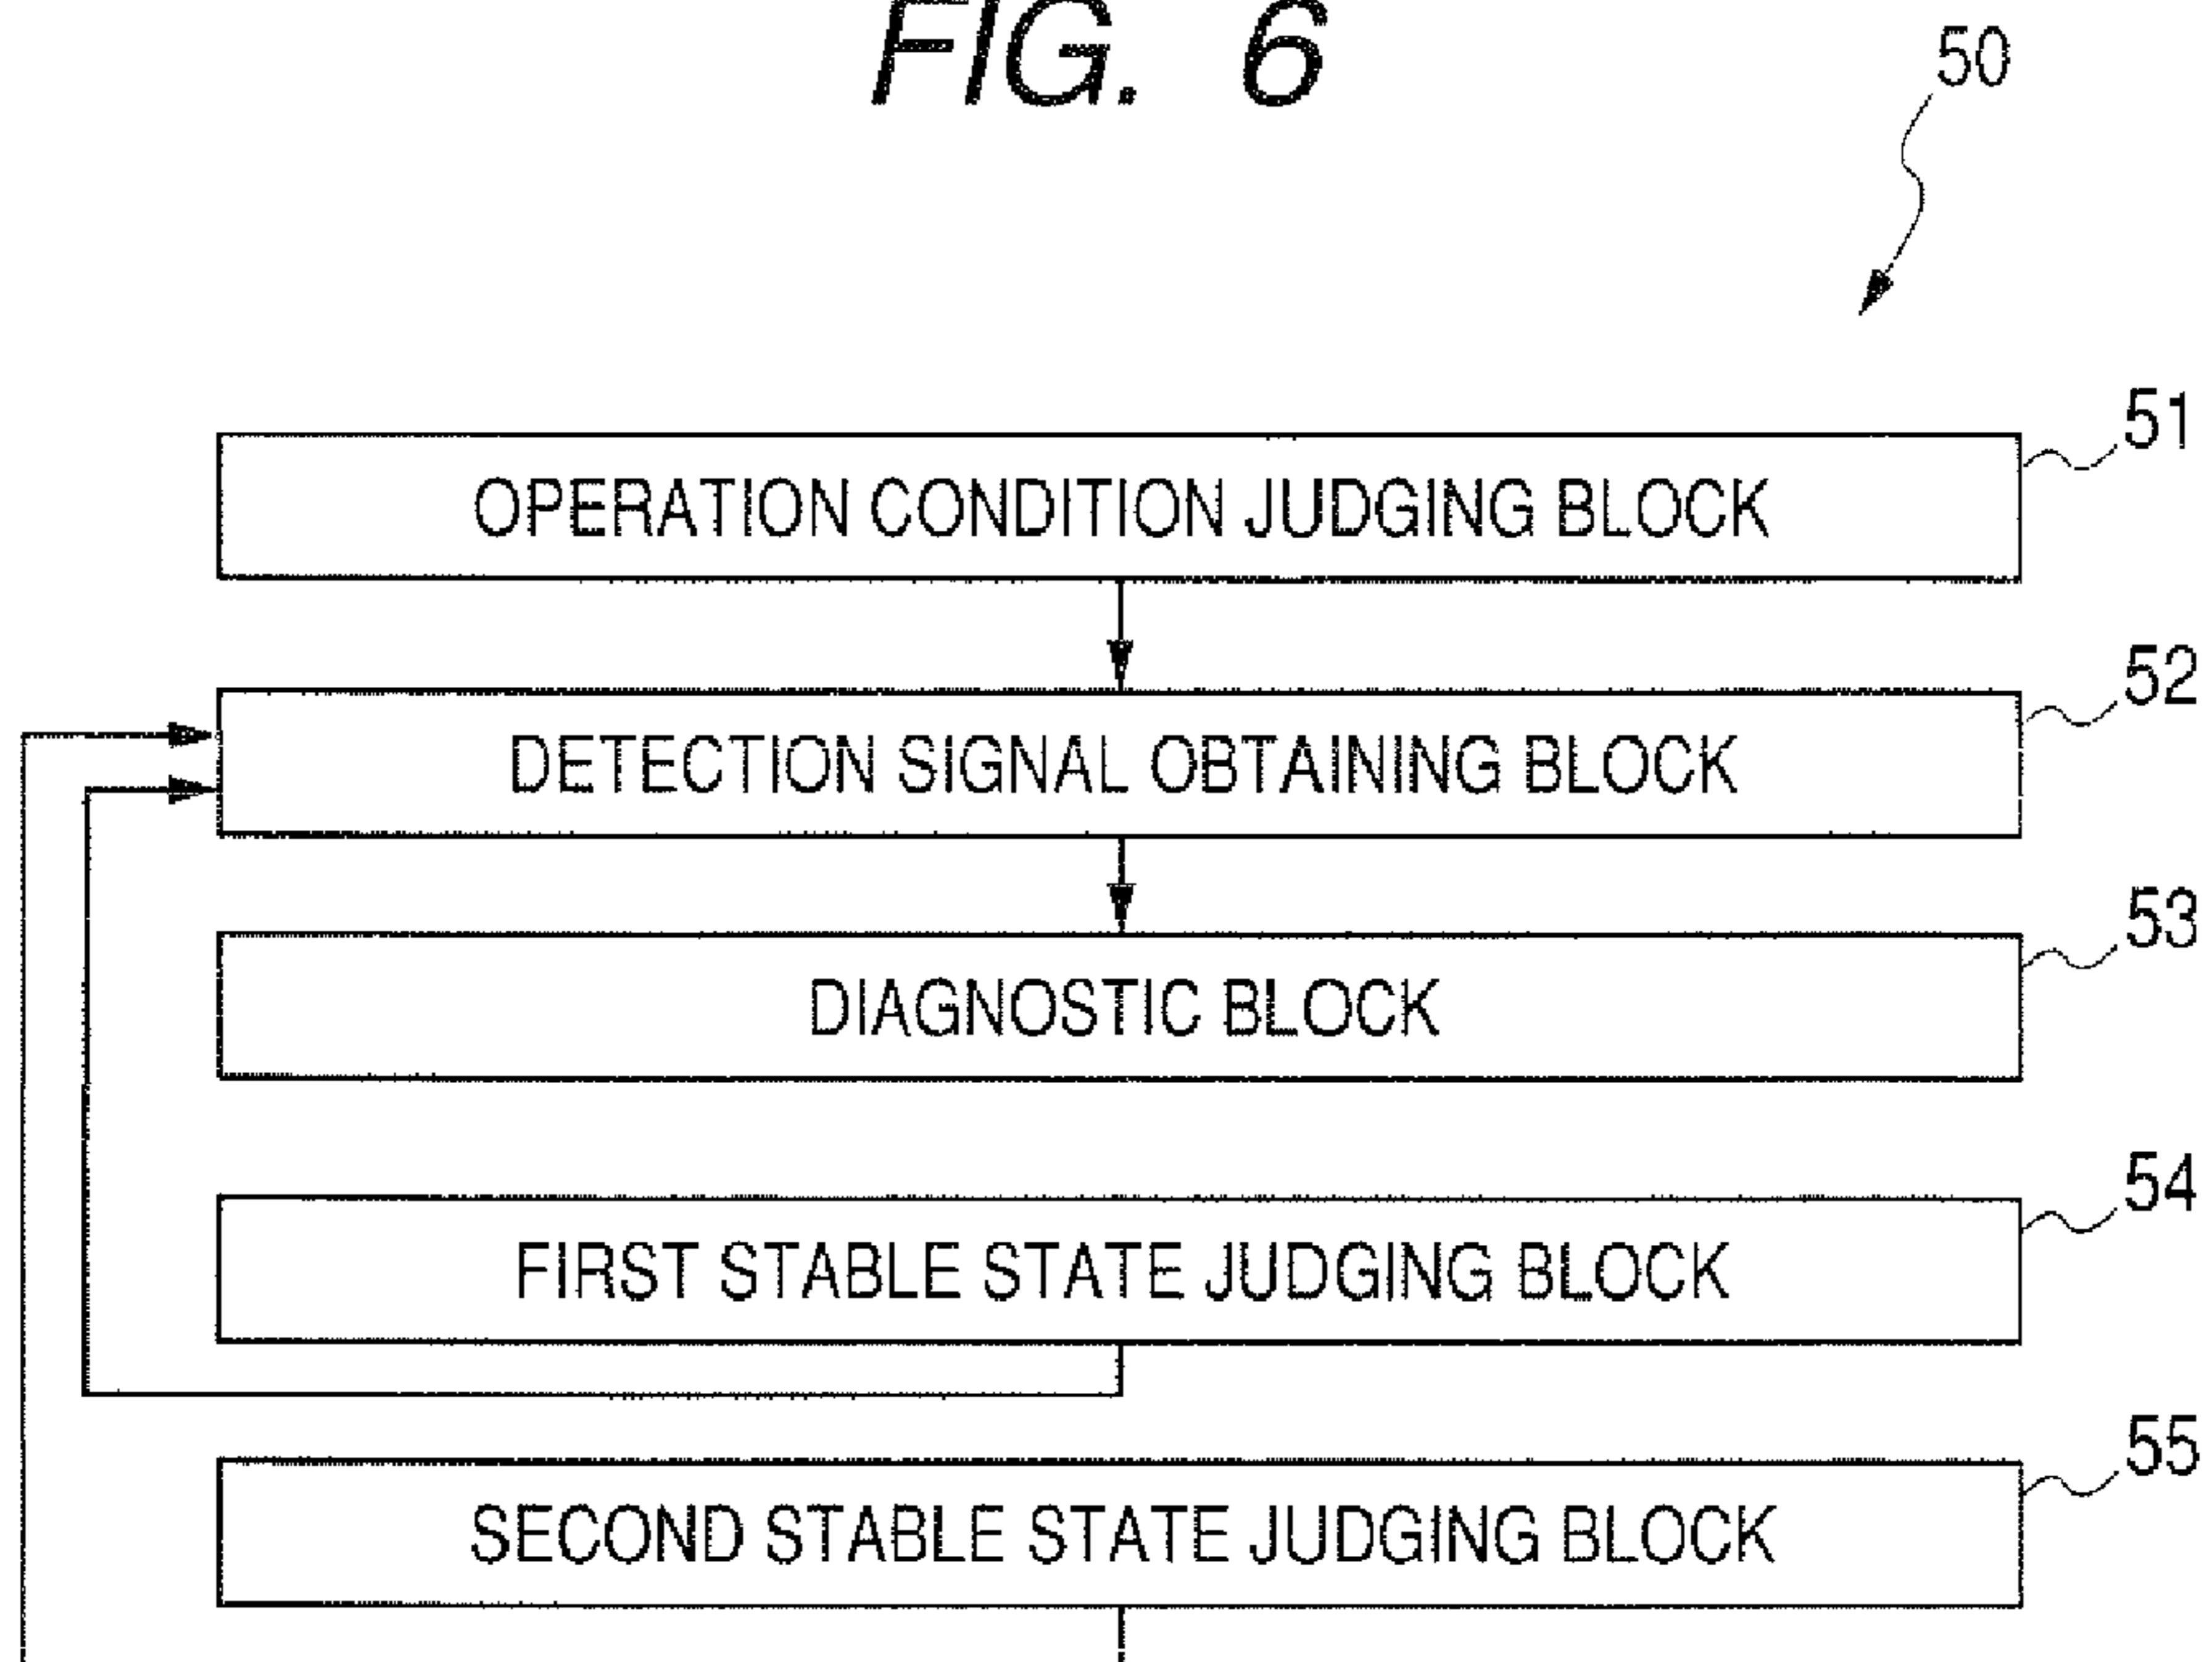 FIG. 6
50
OPERATION CONDITION JUDGING BLOCK
51
DETECTION SIGNAL OBTAINING BLOCK
52
DIAGNOSTIC BLOCK
53
FIRST STABLE STATE JUDGING BLOCK
54
SECOND STABLE STATE JUDGING BLOCK
55